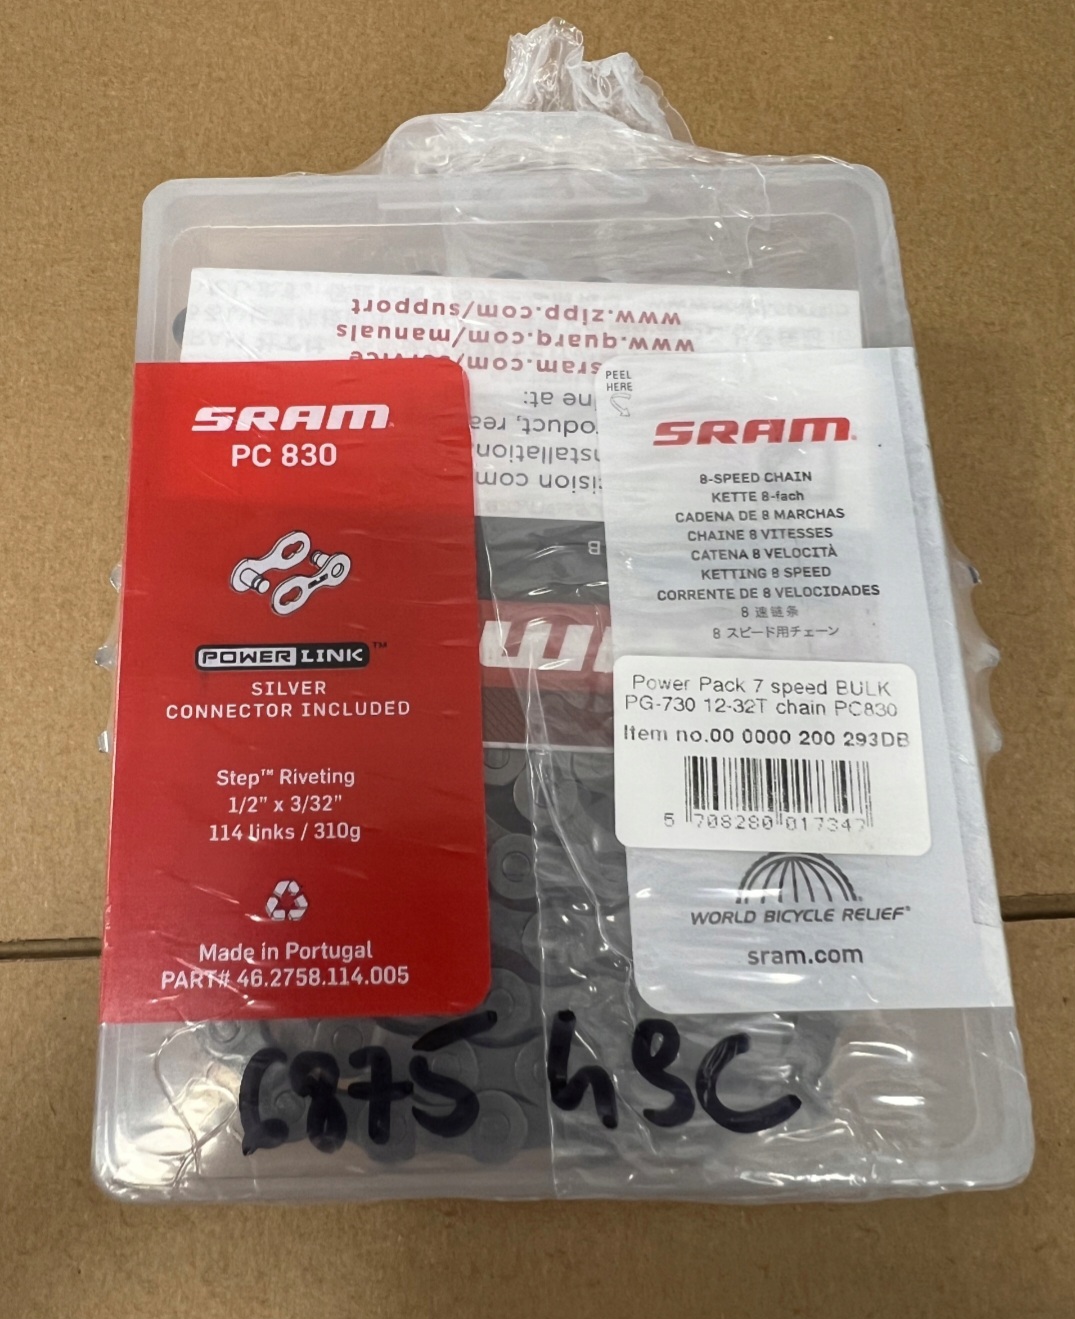 www.zipp.com/support
www.quarq.com/manuals
SRAM
PC 830
POWER LINK™
SILVER
CONNECTOR INCLUDED
Step™ Riveting
1/2” x 3/32”
114 links / 310g
Made in Portugal
PART# 46.2758.114.005
PEEL
HERE
SRAM
8-SPEED CHAIN
KETTE 8-fach
CADENA DE 8 MARCHAS
CHAINE 8 VITESSES
CATENA 8 VELOCITÀ
KETTING 8 SPEED
CORRENTE DE 8 VELOCIDADES
8 速链条
8 スピード用チェーン
Power Pack 7 speed BULK
PG-730 12-32T chain PC830
Item no.00 0000 200 293DB
5 708280 017347
WORLD BICYCLE RELIEF®
sram.com